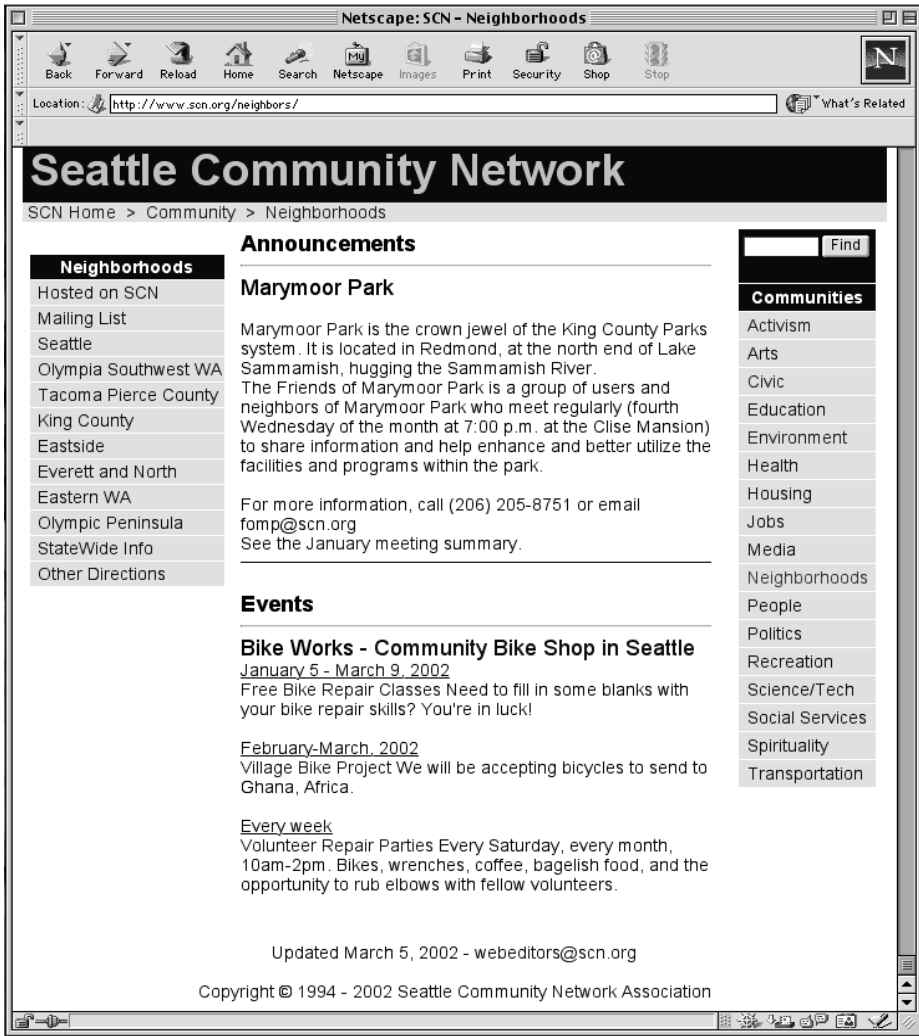 Netscape: SCN - Neighborhoods
Back Forward Reload Home Search Netscape Images Print Security Shop Stop
My
N
Location: http://www.scn.org/neighbors/ What's Related
Seattle Community Network
SCN Home > Community > Neighborhoods
Neighborhoods
Hosted on SCN
Mailing List
Seattle
Olympia Southwest WA
Tacoma Pierce County
King County
Eastside
Everett and North
Eastern WA
Olympic Peninsula
StateWide Info
Other Directions
Announcements
Marymoor Park
Marymoor Park is the crown jewel of the King County Parks
system. It is located in Redmond, at the north end of Lake
Sammamish, hugging the Sammamish River.
The Friends of Marymoor Park is a group of users and
neighbors of Marymoor Park who meet regularly (fourth
Wednesday of the month at 7:00 p.m. at the Clise Mansion)
to share information and help enhance and better utilize the
facilities and programs within the park.
For more information, call (206) 205-8751 or email
fomp@scn.org
See the January meeting summary.
Events
Bike Works - Community Bike Shop in Seattle
January 5 - March 9, 2002
Free Bike Repair Classes Need to fill in some blanks with
your bike repair skills? You're in luck!
February-March, 2002
Village Bike Project We will be accepting bicycles to send to
Ghana, Africa.
Every week
Volunteer Repair Parties Every Saturday, every month,
10am-2pm. Bikes, wrenches, coffee, bagelish food, and the
opportunity to rub elbows with fellow volunteers.
Find
Communities
Activism
Arts
Civic
Education
Environment
Health
Housing
Jobs
Media
Neighborhoods
People
Politics
Recreation
Science/Tech
Social Services
Spirituality
Transportation
Updated March 5, 2002 - webeditors@scn.org
Copyright © 1994 - 2002 Seattle Community Network Association